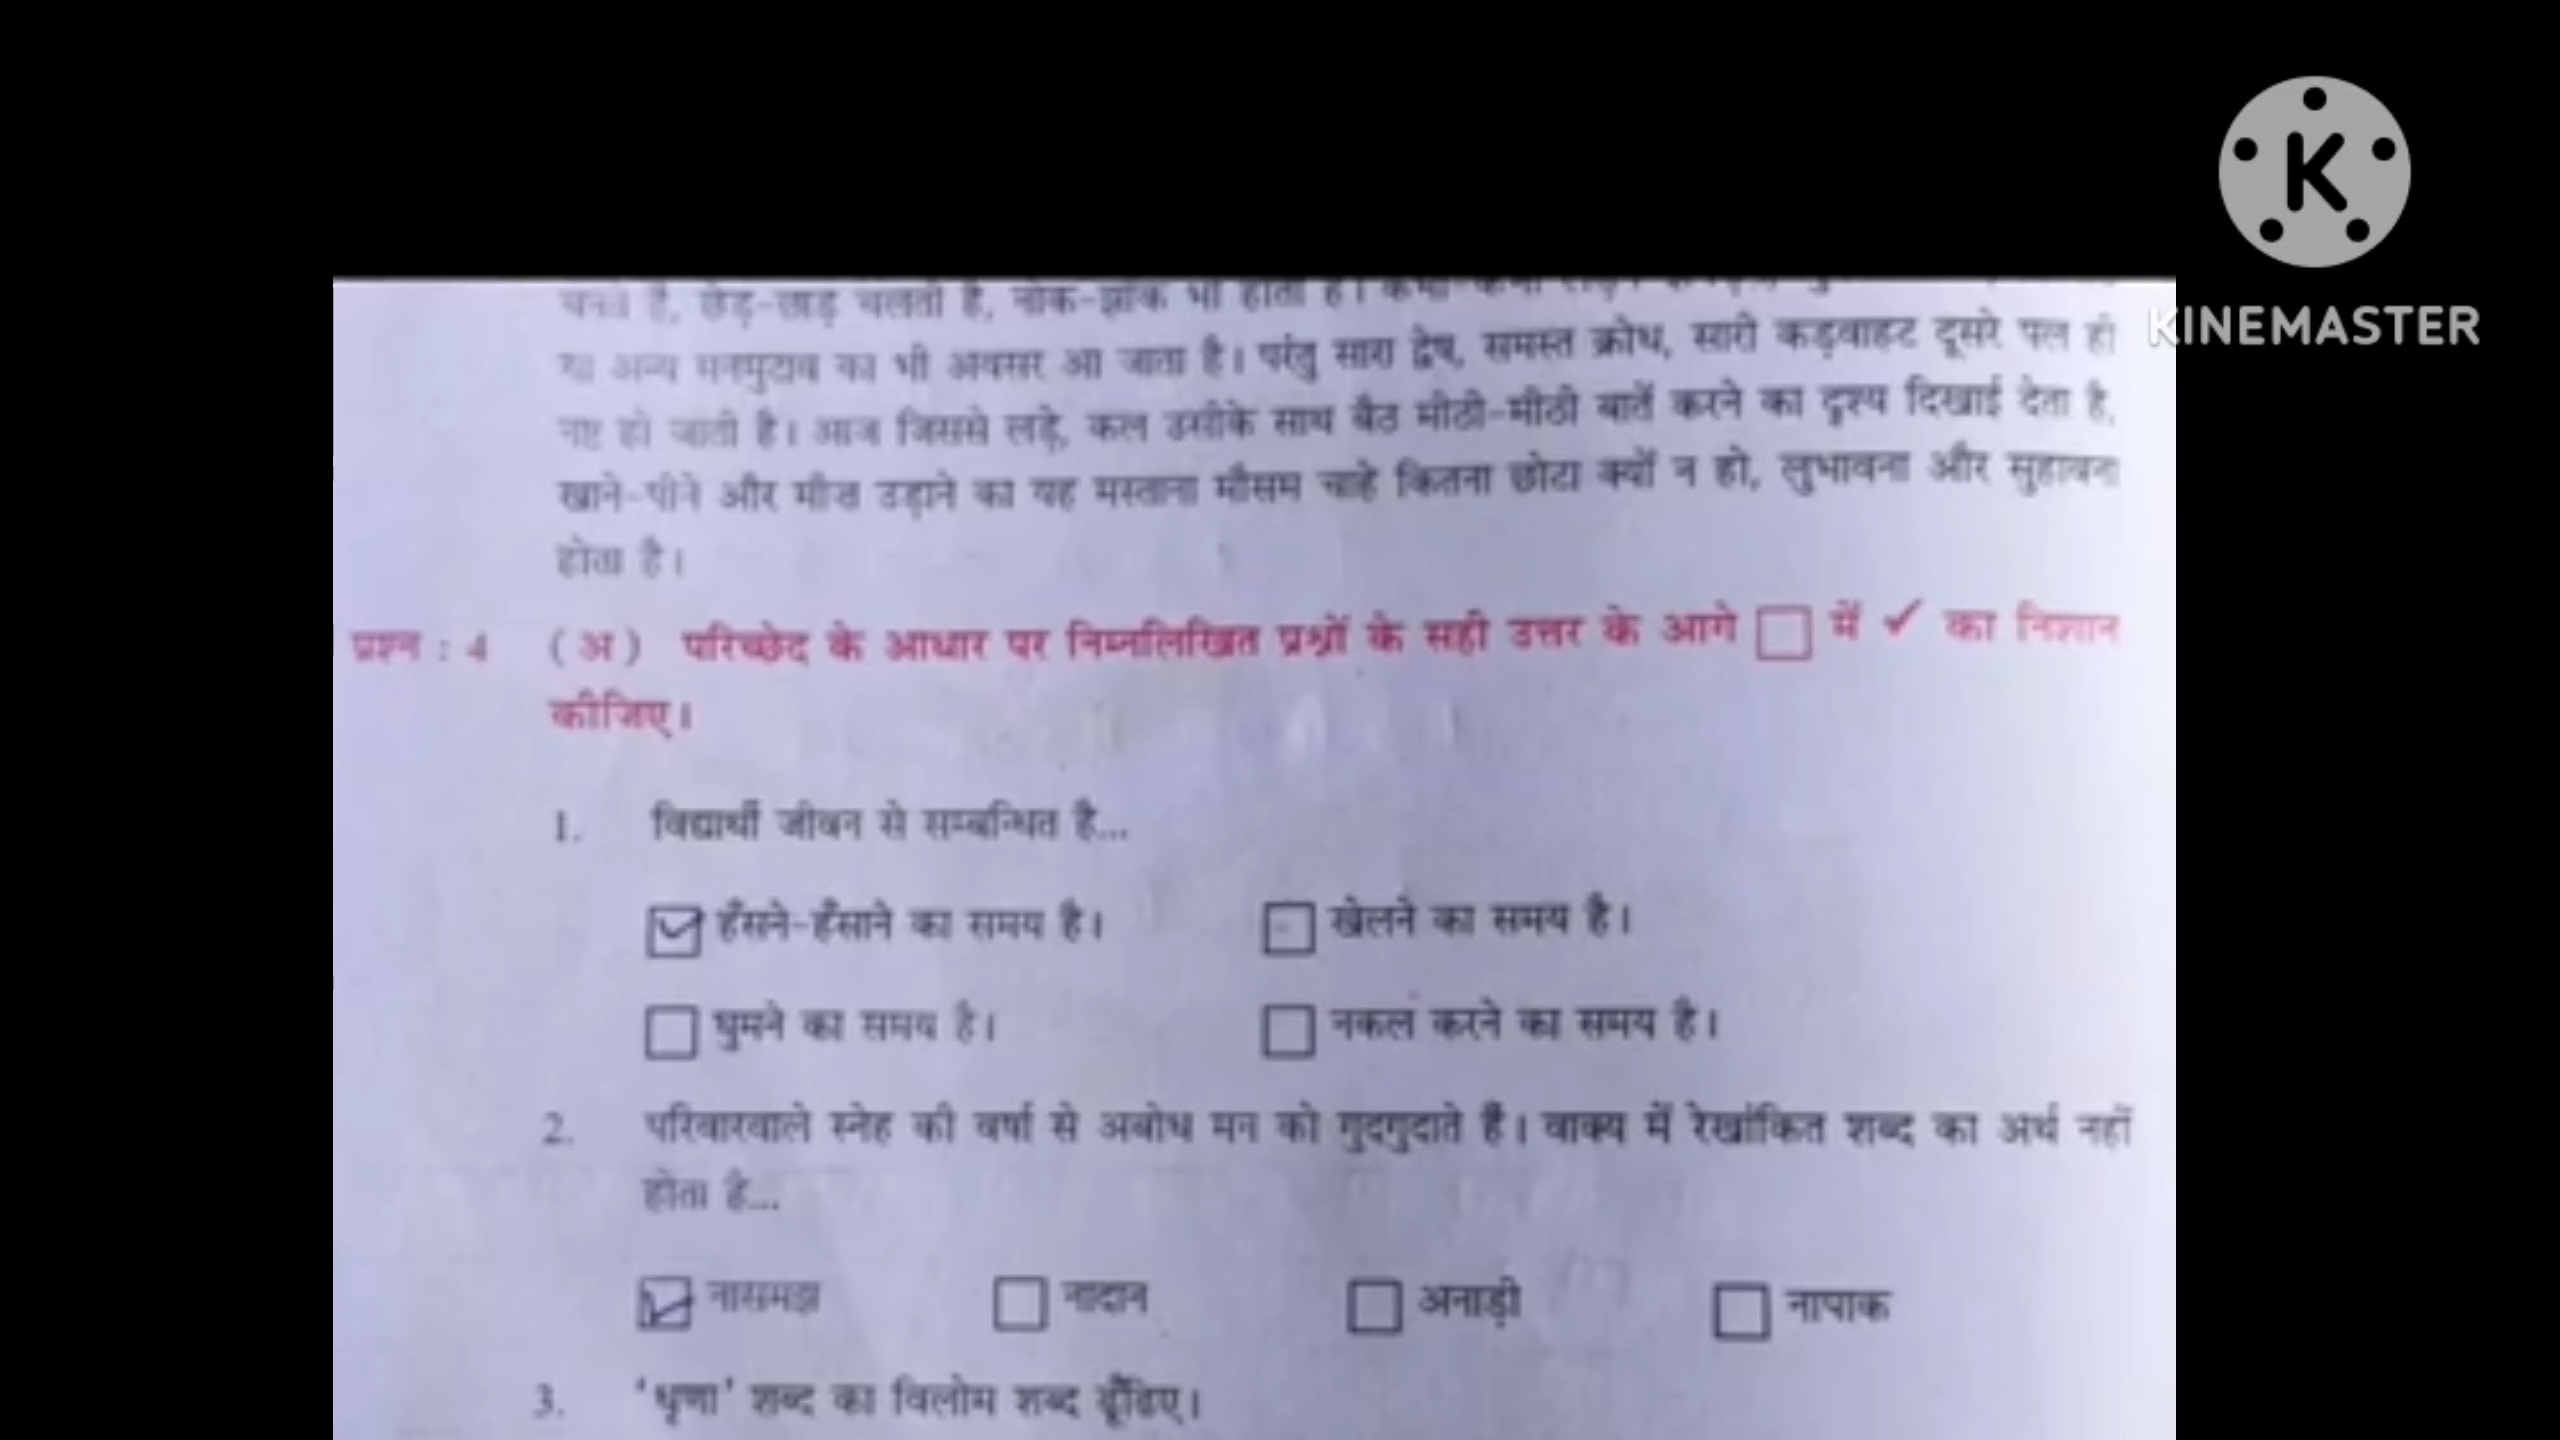 K
KINEMASTER
चलते हैं, छेड़-छाड़ चलती है, नोक-झोंक भी होती है।
या अन्य मनमुटाव का भी अवसर आ जाता है। परंतु सारा द्वेष, समस्त क्रोध, सारी कड़वाहट दूसरे पल ही
नष्ट हो जाती है। आज जिससे लड़े, कल उसीके साथ बैठ मीठी-मीठी बातें करने का दृश्य दिखाई देता है,
खाने-पीने और मौज उड़ाने का यह मस्ताना मौसम चाहे कितना छोटा क्यों न हो, लुभावना और सुहावना
होता है।
प्रश्न : 4 (अ) परिच्छेद के आधार पर निम्नलिखित प्रश्नों के सही उत्तर के आगे में ✓ का निशान
कीजिए।
1. विद्यार्थी जीवन से सम्बन्धित है...
हँसने-हँसाने का समय है। खेलने का समय है।
घुमने का समय है। नकल करने का समय है।
2. परिवारवाले स्नेह की वर्षा से अबोध मन को गुदगुदाते हैं। वाक्य में रेखांकित शब्द का अर्थ नहीं
होता है...
नासमझ नादान अनाड़ी नापाक
3. 'धृणा' शब्द का विलोम शब्द ढूँढिए।